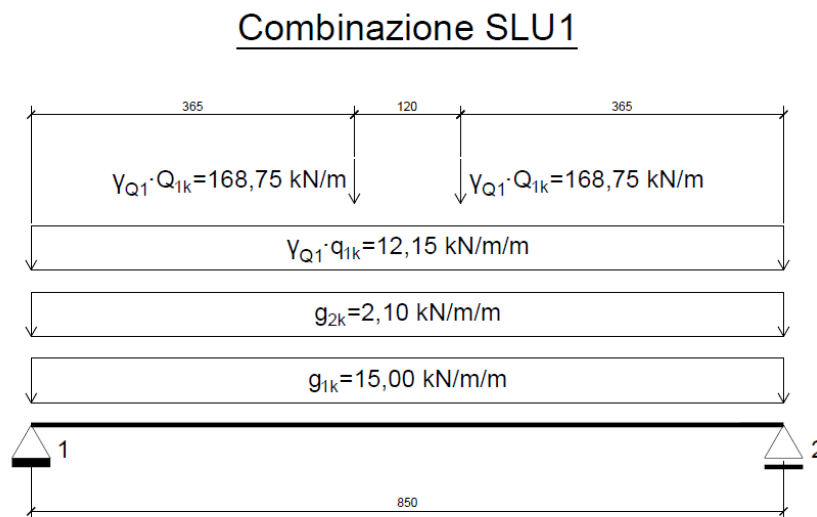 Combinazione SLU1
365 120 365
γQ1·Q1k=168,75 kN/m γQ1·Q1k=168,75 kN/m
γQ1·q1k=12,15 kN/m/m
g2k=2,10 kN/m/m
g1k=15,00 kN/m/m
1 2
850